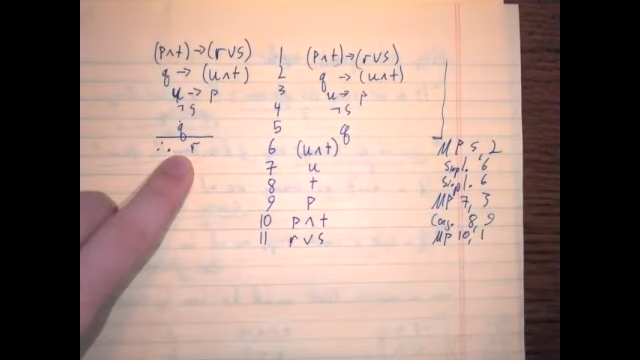 (p∧t)→(r∨s) 1 (p∧t)→(r∨s)
q → (u∧t) 2 q → (u∧t)
u → p 3 u → p
¬s 4 ¬s
q 5 q
∴ r 6 (u∧t) MP 5, 2
7 u Simpl. 6
8 t Simpl. 6
9 p MP 7, 3
10 p∧t Conj. 8, 9
11 r∨s MP 10, 1